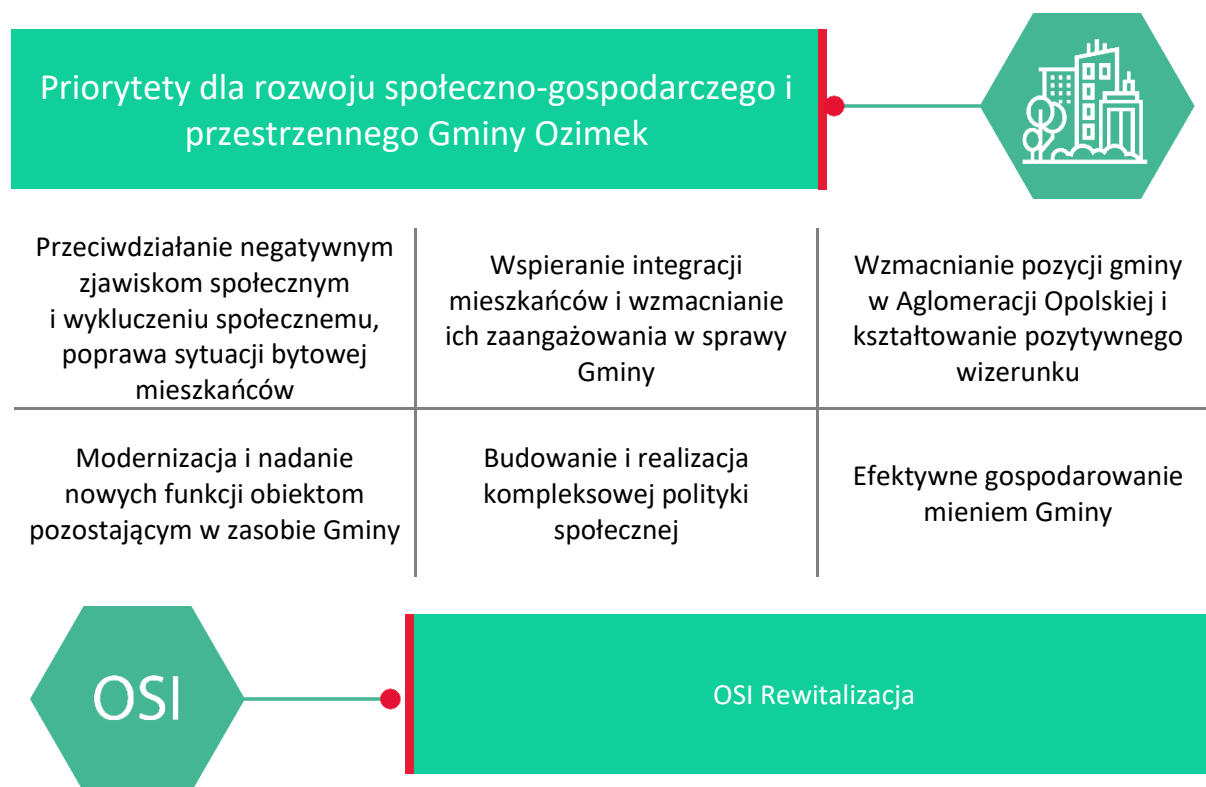 Priorytety dla rozwoju społeczno-gospodarczego i
przestrzennego Gminy Ozimek
Przeciwdziałanie negatywnym
zjawiskom społecznym
i wykluczeniu społecznemu,
poprawa sytuacji bytowej
mieszkańców
Wspieranie integracji
mieszkańców i wzmacnianie
ich zaangażowania w sprawy
Gminy
Wzmacnianie pozycji gminy
w Aglomeracji Opolskiej i
kształtowanie pozytywnego
wizerunku
Modernizacja i nadanie
nowych funkcji obiektom
pozostającym w zasobie Gminy
Budowanie i realizacja
kompleksowej polityki
społecznej
Efektywne gospodarowanie
mieniem Gminy
OSI
OSI Rewitalizacja